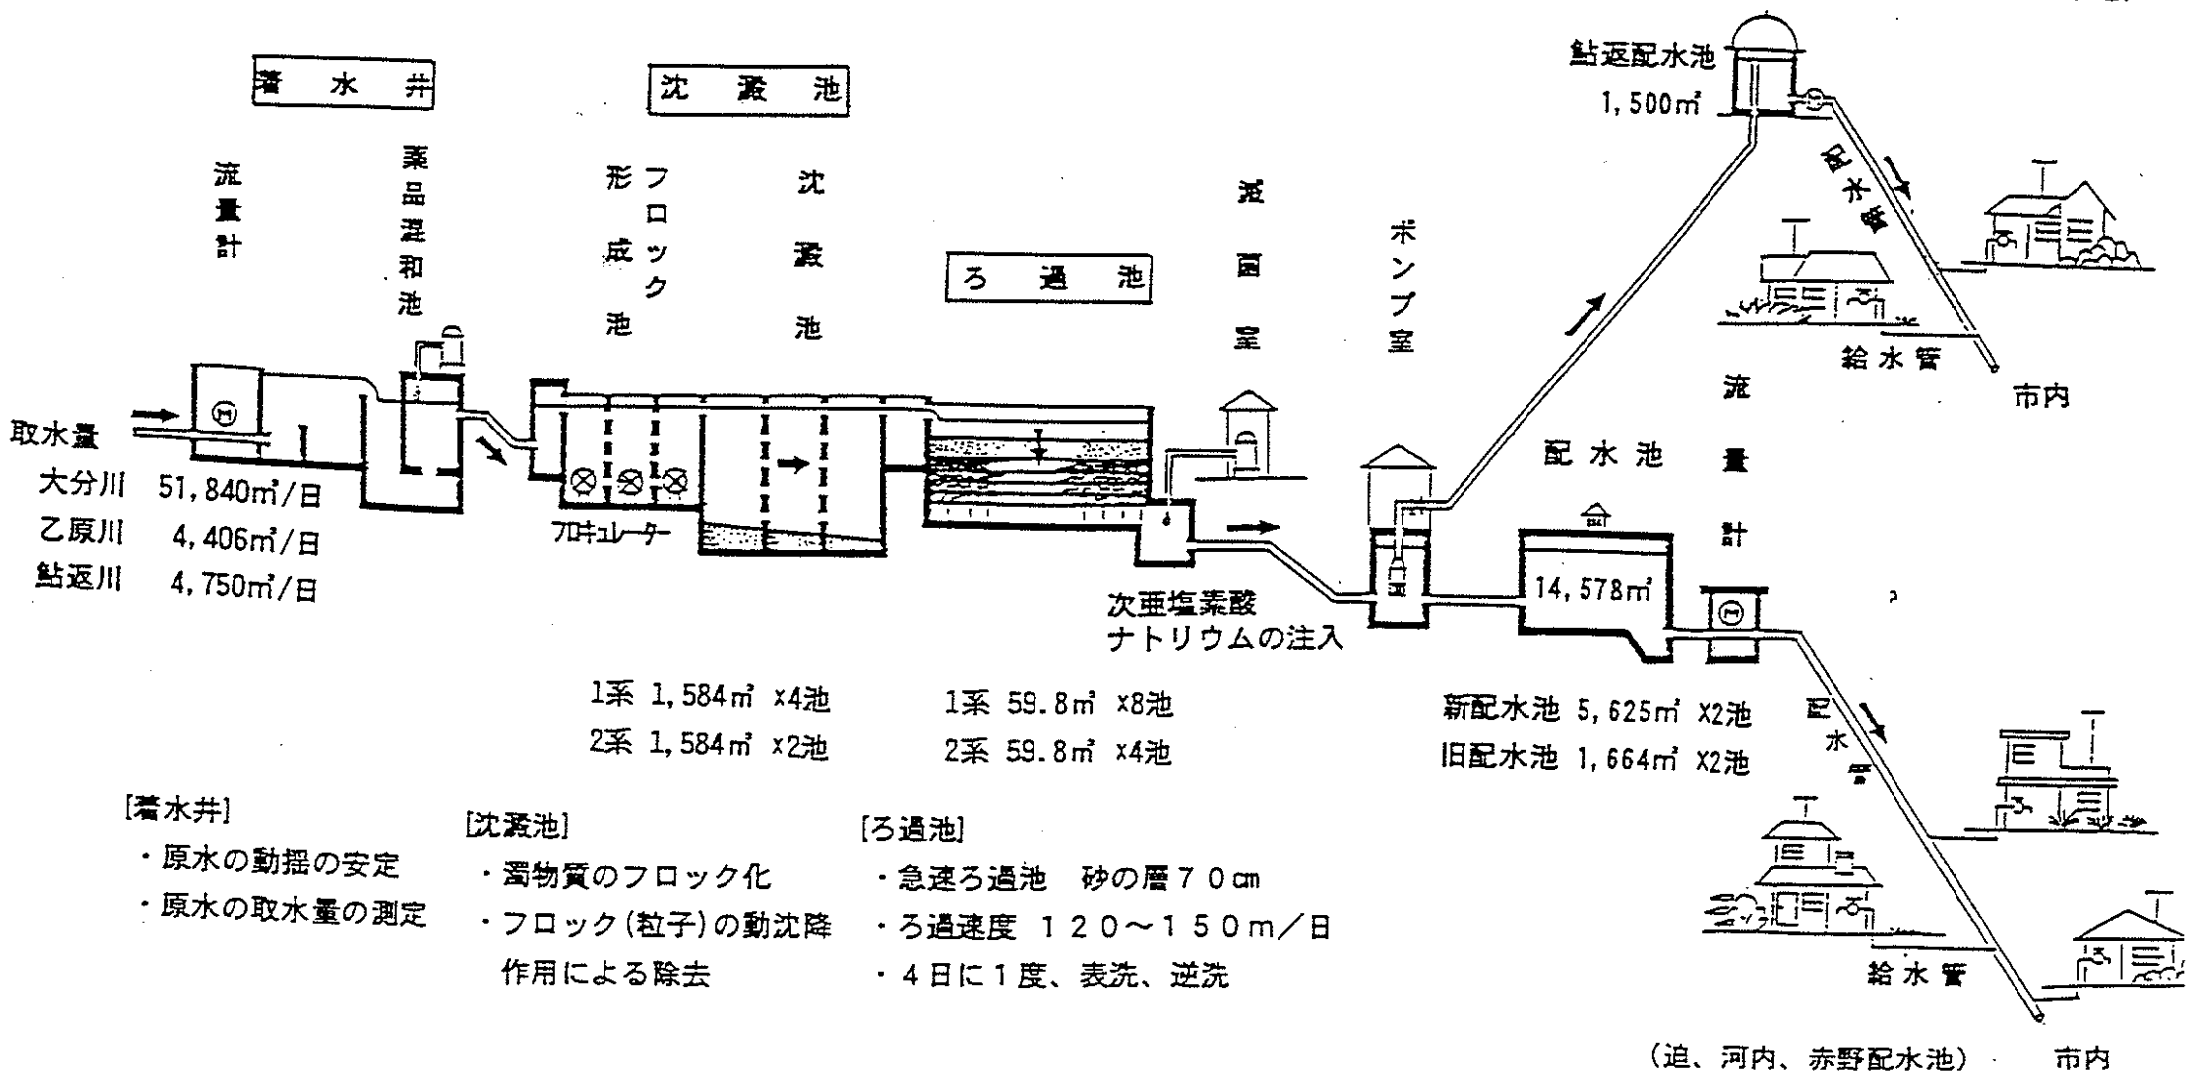 着水井
沈澱池
鮎返配水池
1,500㎥
流量計
薬品混和池
フロック
形成池
沈澱池
ろ過池
滅菌室
ポンプ室
配水管
給水管
市内
取水量
大分川 51,840㎥/日
乙原川 4,406㎥/日
鮎返川 4,750㎥/日
フロキュレーター
次亜塩素酸
ナトリウムの注入
配水池
14,578㎥
流量計
1系 1,584㎥ x4池
2系 1,584㎥ x2池
1系 59.8㎡ x8池
2系 59.8㎡ x4池
新配水池 5,625㎥ X2池
旧配水池 1,664㎥ X2池
配水管
[着水井]
・原水の動揺の安定
・原水の取水量の測定
[沈澱池]
・濁物質のフロック化
・フロック(粒子)の動沈降
作用による除去
[ろ過池]
・急速ろ過池 砂の層70㎝
・ろ過速度 120～150m／日
・4日に1度、表洗、逆洗
給水管
(迫、河内、赤野配水池)
市内